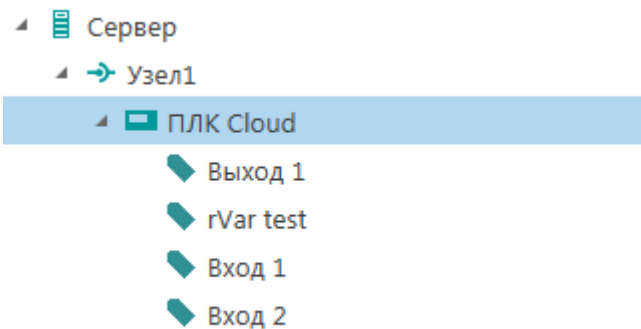 Сервер
Узел1
ПЛК Cloud
Выход 1
rVar test
Вход 1
Вход 2